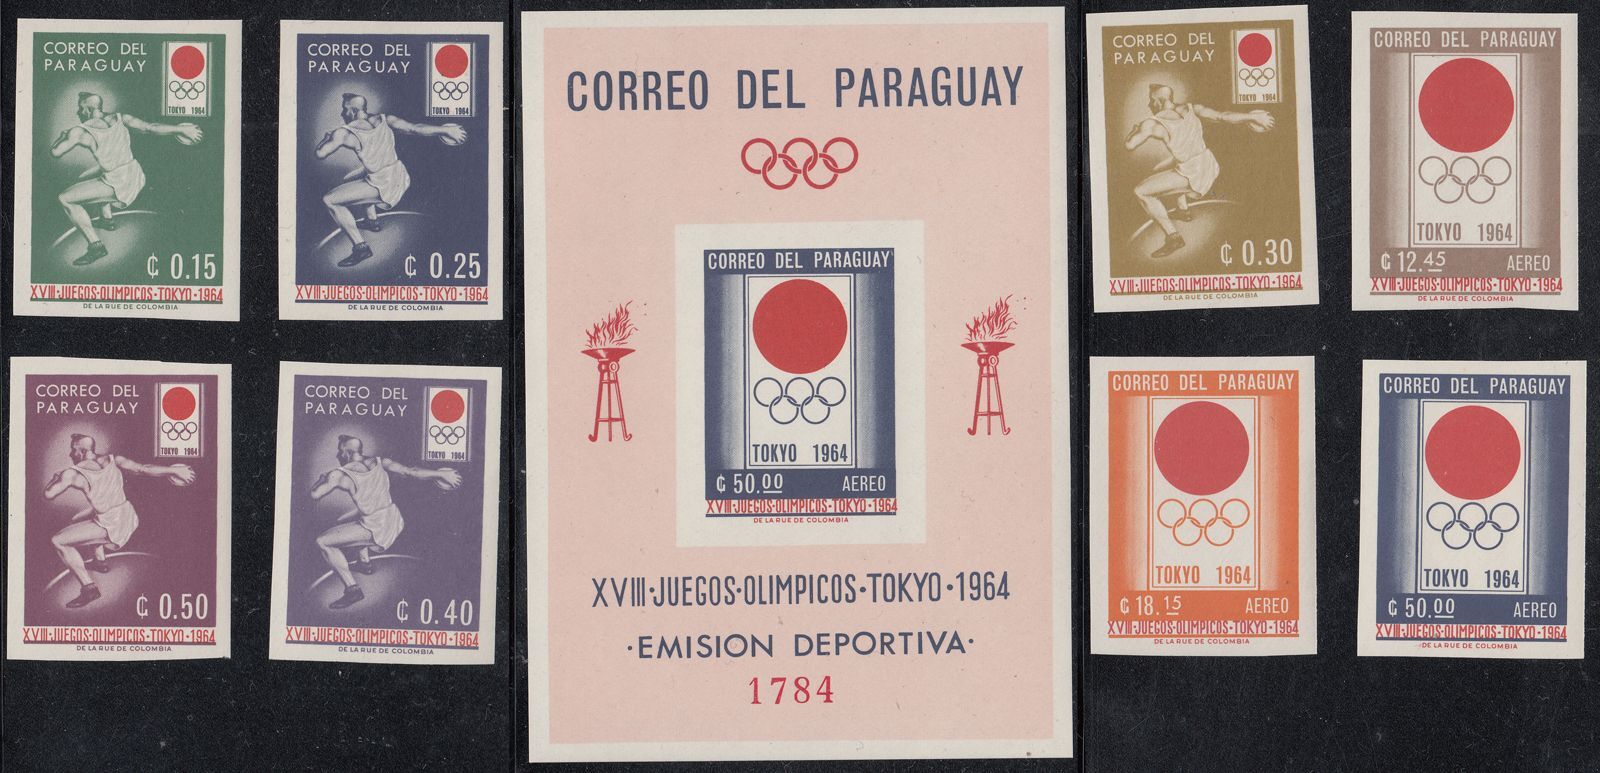 CORREO DEL
PARAGUAY
TOKYO 1964
₲ 0.15
XVIII·JUEGOS·OLIMPICOS·TOKYO·1964
DE LA RUE DE COLOMBIA
CORREO DEL
PARAGUAY
TOKYO 1964
₲ 0.25
XVIII·JUEGOS·OLIMPICOS·TOKYO·1964
DE LA RUE DE COLOMBIA
CORREO DEL
PARAGUAY
TOKYO 1964
₲ 0.50
XVIII·JUEGOS·OLIMPICOS·TOKYO·1964
DE LA RUE DE COLOMBIA
CORREO DEL
PARAGUAY
TOKYO 1964
₲ 0.40
XVIII·JUEGOS·OLIMPICOS·TOKYO·1964
DE LA RUE DE COLOMBIA
CORREO DEL PARAGUAY
CORREO DEL PARAGUAY
TOKYO 1964
₲ 50.00 AEREO
XVIII·JUEGOS·OLIMPICOS·TOKYO·1964
DE LA RUE DE COLOMBIA
XVIII·JUEGOS·OLIMPICOS·TOKYO·1964
·EMISION DEPORTIVA·
1784
CORREO DEL
PARAGUAY
TOKYO 1964
₲ 0.30
XVIII·JUEGOS·OLIMPICOS·TOKYO·1964
DE LA RUE DE COLOMBIA
CORREO DEL PARAGUAY
TOKYO 1964
₲ 12.45 AEREO
XVIII·JUEGOS·OLIMPICOS·TOKYO·1964
DE LA RUE DE COLOMBIA
CORREO DEL PARAGUAY
TOKYO 1964
₲ 18.15 AEREO
XVIII·JUEGOS·OLIMPICOS·TOKYO·1964
DE LA RUE DE COLOMBIA
CORREO DEL PARAGUAY
TOKYO 1964
₲ 50.00 AEREO
XVIII·JUEGOS·OLIMPICOS·TOKYO·1964
DE LA RUE DE COLOMBIA